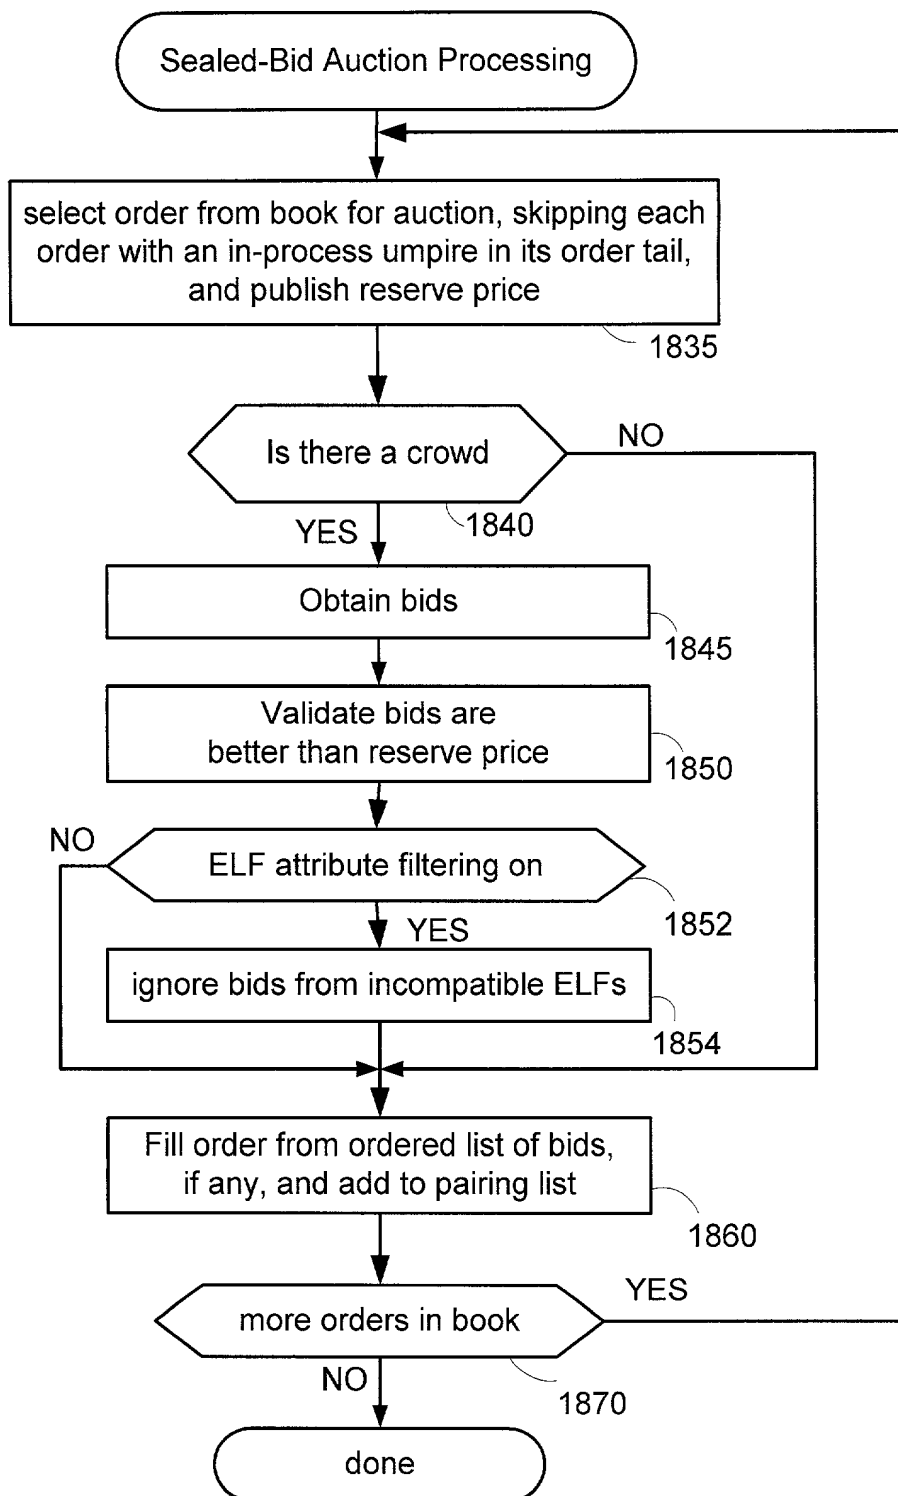 Sealed-Bid Auction Processing
select order from book for auction, skipping each
order with an in-process umpire in its order tail,
and publish reserve price
1835
Is there a crowd
NO
1840
YES
Obtain bids
1845
Validate bids are
better than reserve price
1850
NO
ELF attribute filtering on
1852
YES
ignore bids from incompatible ELFs
1854
Fill order from ordered list of bids,
if any, and add to pairing list
1860
YES
more orders in book
NO
1870
done